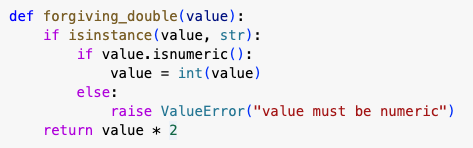 def forgiving_double(value):
    if isinstance(value, str):
        if value.isnumeric():
            value = int(value)
        else:
            raise ValueError("value must be numeric")
    return value * 2